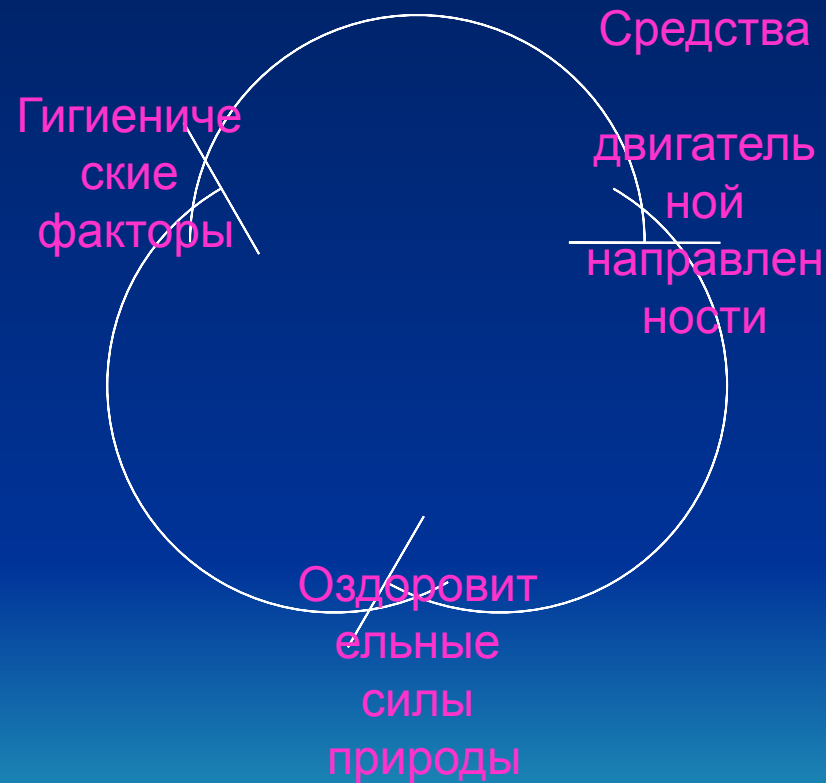 Средства
двигатель
ной
направлен
ности
Гигиениче
ские
факторы
Оздоровит
ельные
силы
природы